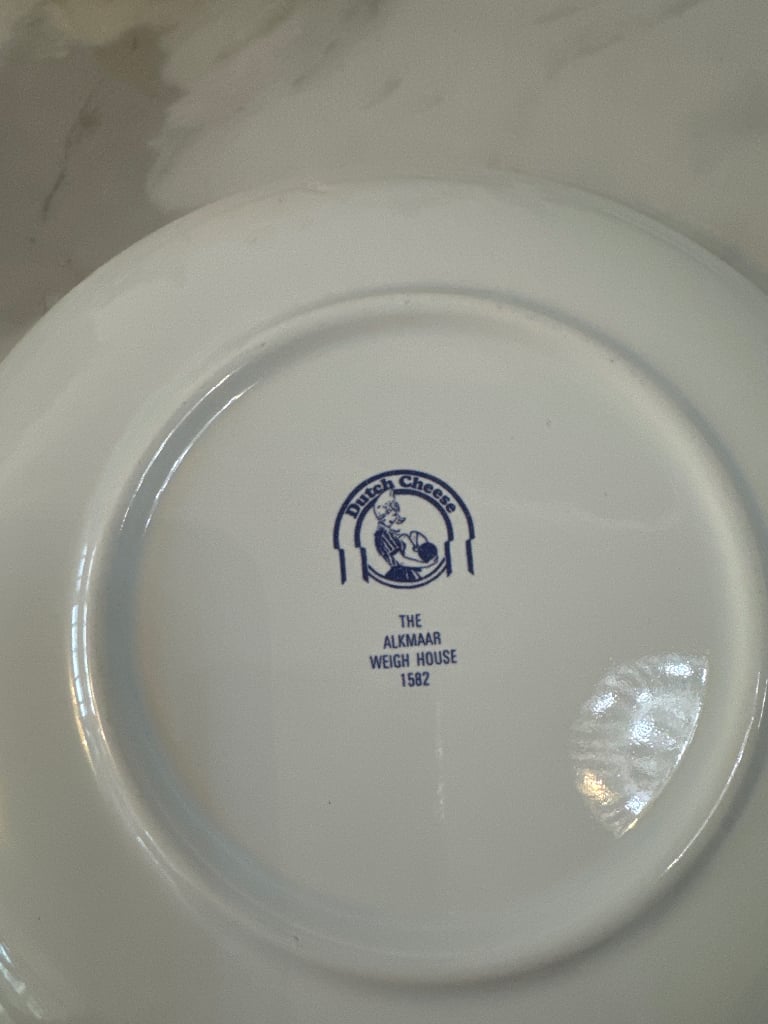 Dutch Cheese
THE
ALKMAAR
WEIGH HOUSE
1582